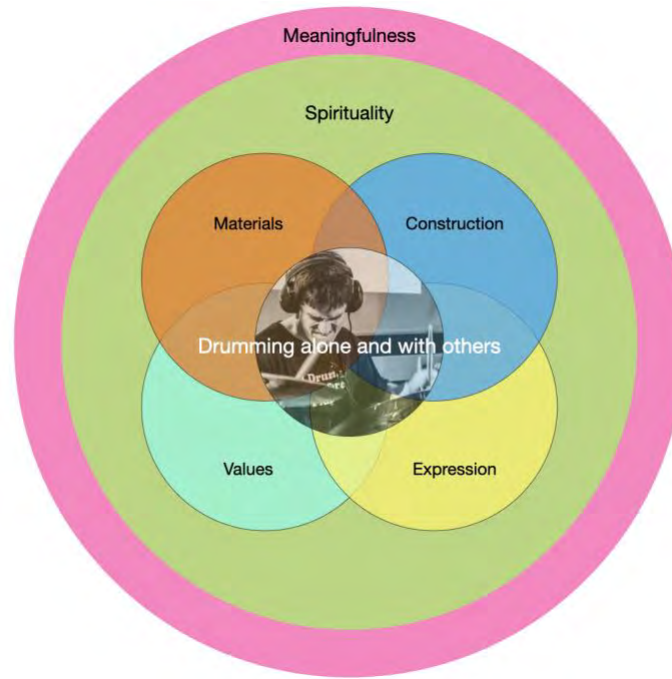 Meaningfulness
Spirituality
Materials
Construction
Drumming alone and with others
Values
Expression